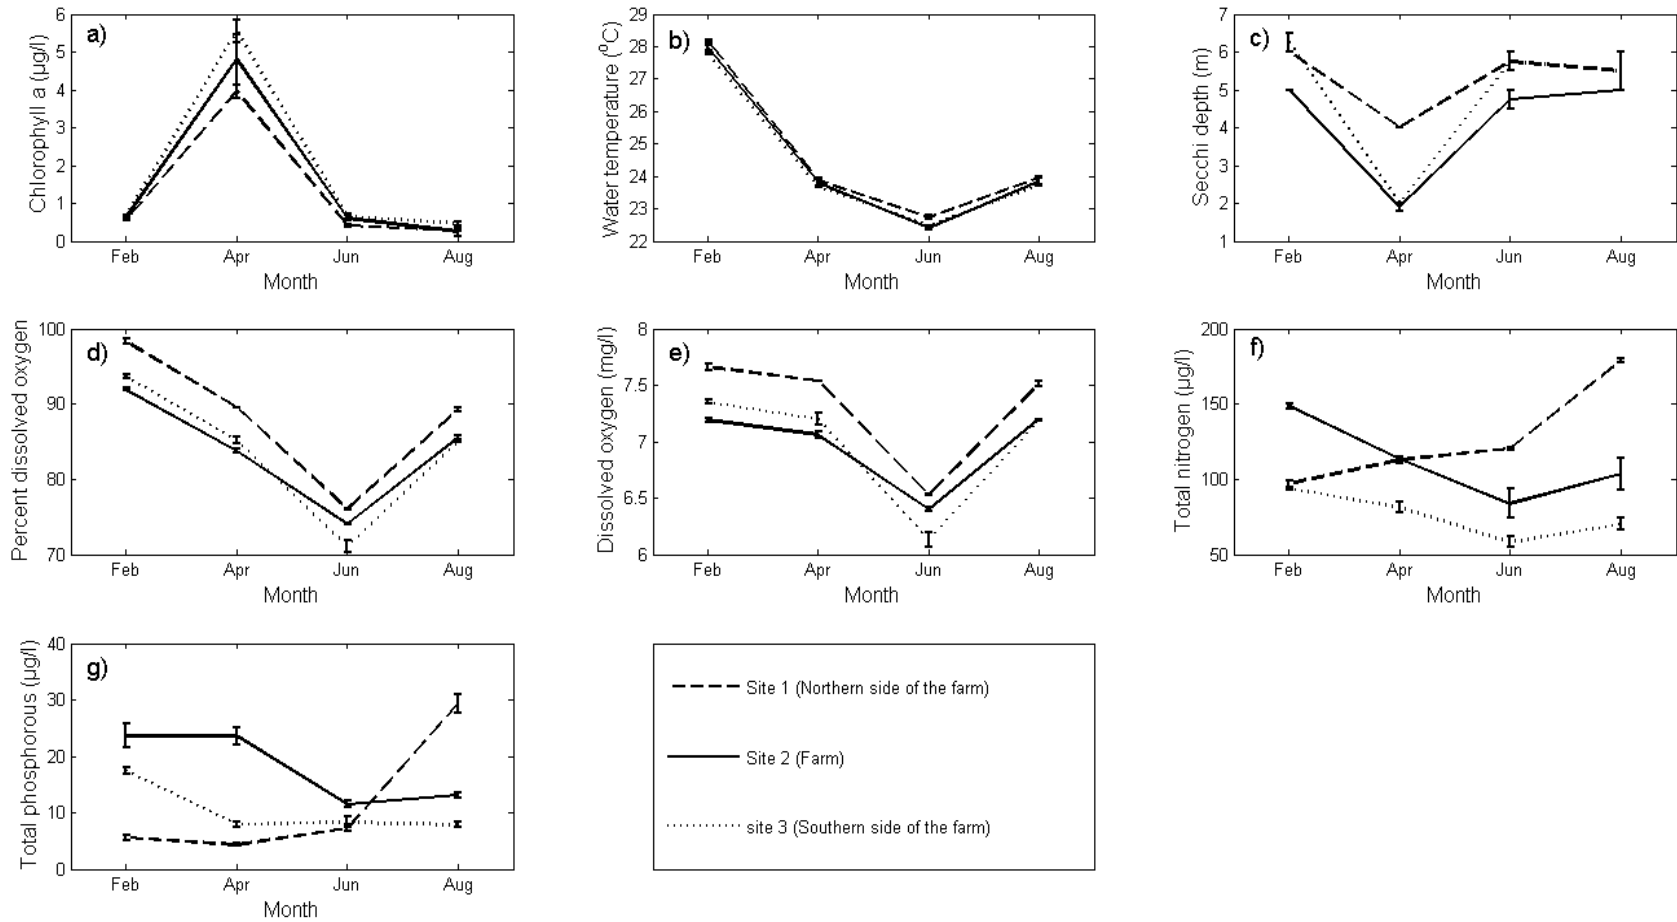 a)
Chlorophyll a (µg/l)
6
5
4
3
2
1
0
Feb Apr Jun Aug
Month
b)
Water temperature (⁰C)
29
28
27
26
25
24
23
22
Feb Apr Jun Aug
Month
c)
Secchi depth (m)
7
6
5
4
3
2
1
Feb Apr Jun Aug
Month
d)
Percent dissolved oxygen
100
90
80
70
Feb Apr Jun Aug
Month
e)
Dissolved oxygen (mg/l)
8
7.5
7
6.5
6
Feb Apr Jun Aug
Month
f)
Total nitrogen (µg/l)
200
150
100
50
Feb Apr Jun Aug
Month
g)
Total phosphorous (µg/l)
40
30
20
10
0
Feb Apr Jun Aug
Month
Site 1 (Northern side of the farm)
Site 2 (Farm)
site 3 (Southern side of the farm)